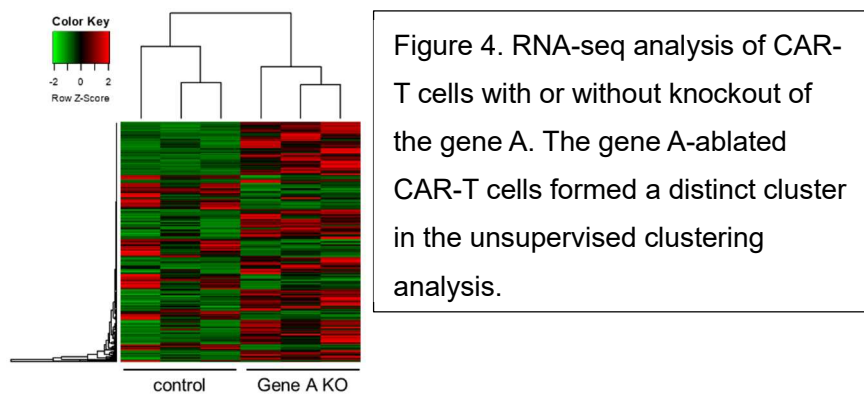 Color Key
-2 0 2
Row Z-Score
control Gene A KO
Figure 4. RNA-seq analysis of CAR-
T cells with or without knockout of
the gene A. The gene A-ablated
CAR-T cells formed a distinct cluster
in the unsupervised clustering
analysis.